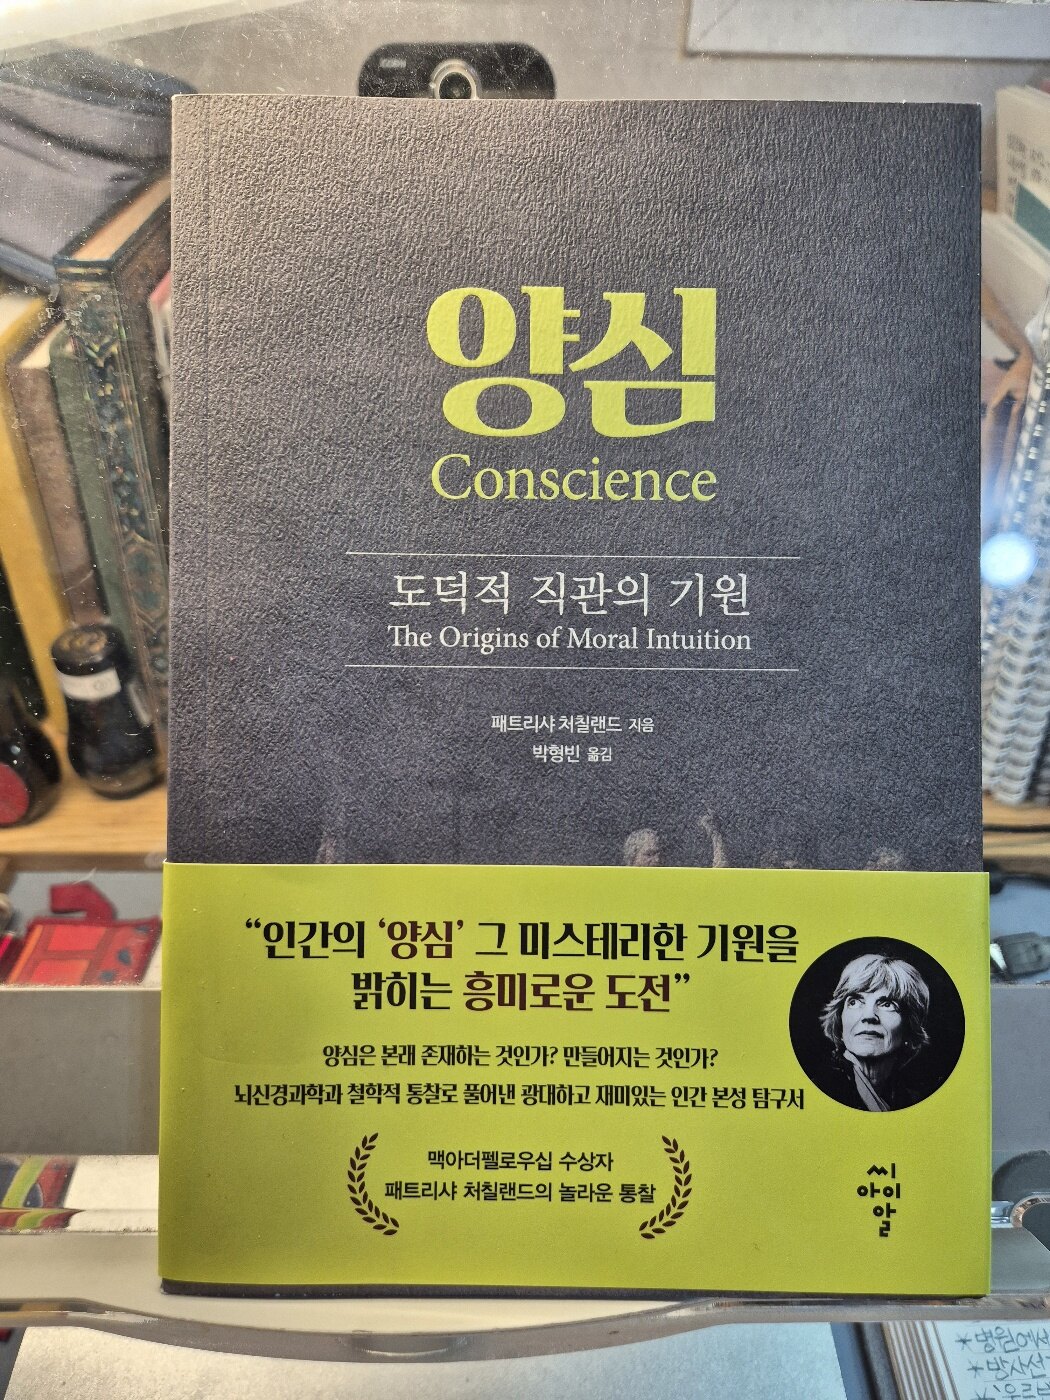 양심
Conscience
도덕적 직관의 기원
The Origins of Moral Intuition
패트리샤 처칠랜드 지음
박형빈 옮김
“인간의 ‘양심’ 그 미스테리한 기원을
밝히는 흥미로운 도전”
양심은 본래 존재하는 것인가? 만들어지는 것인가?
뇌신경과학과 철학적 통찰로 풀어낸 광대하고 재미있는 인간 본성 탐구서
맥아더펠로우십 수상자
패트리샤 처칠랜드의 놀라운 통찰
씨
아이
알
*병원에서